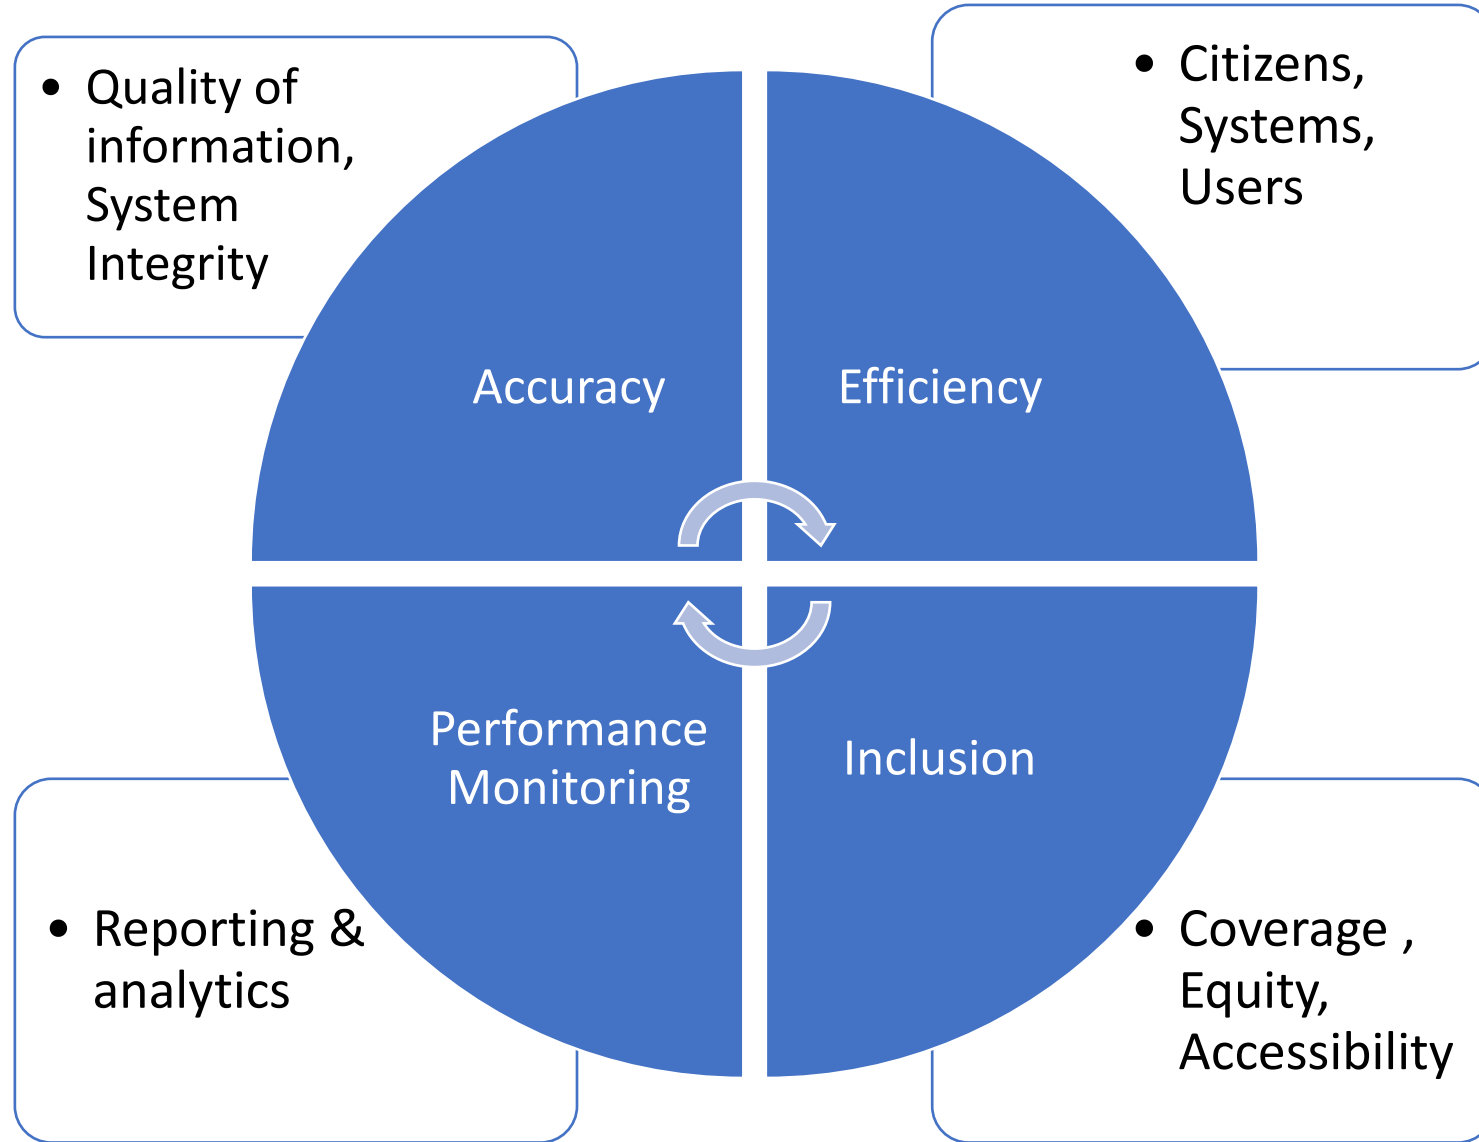 • Quality of
information,
System
Integrity
• Citizens,
Systems,
Users
Accuracy
Efficiency
Performance
Monitoring
Inclusion
• Reporting &
analytics
• Coverage ,
Equity,
Accessibility